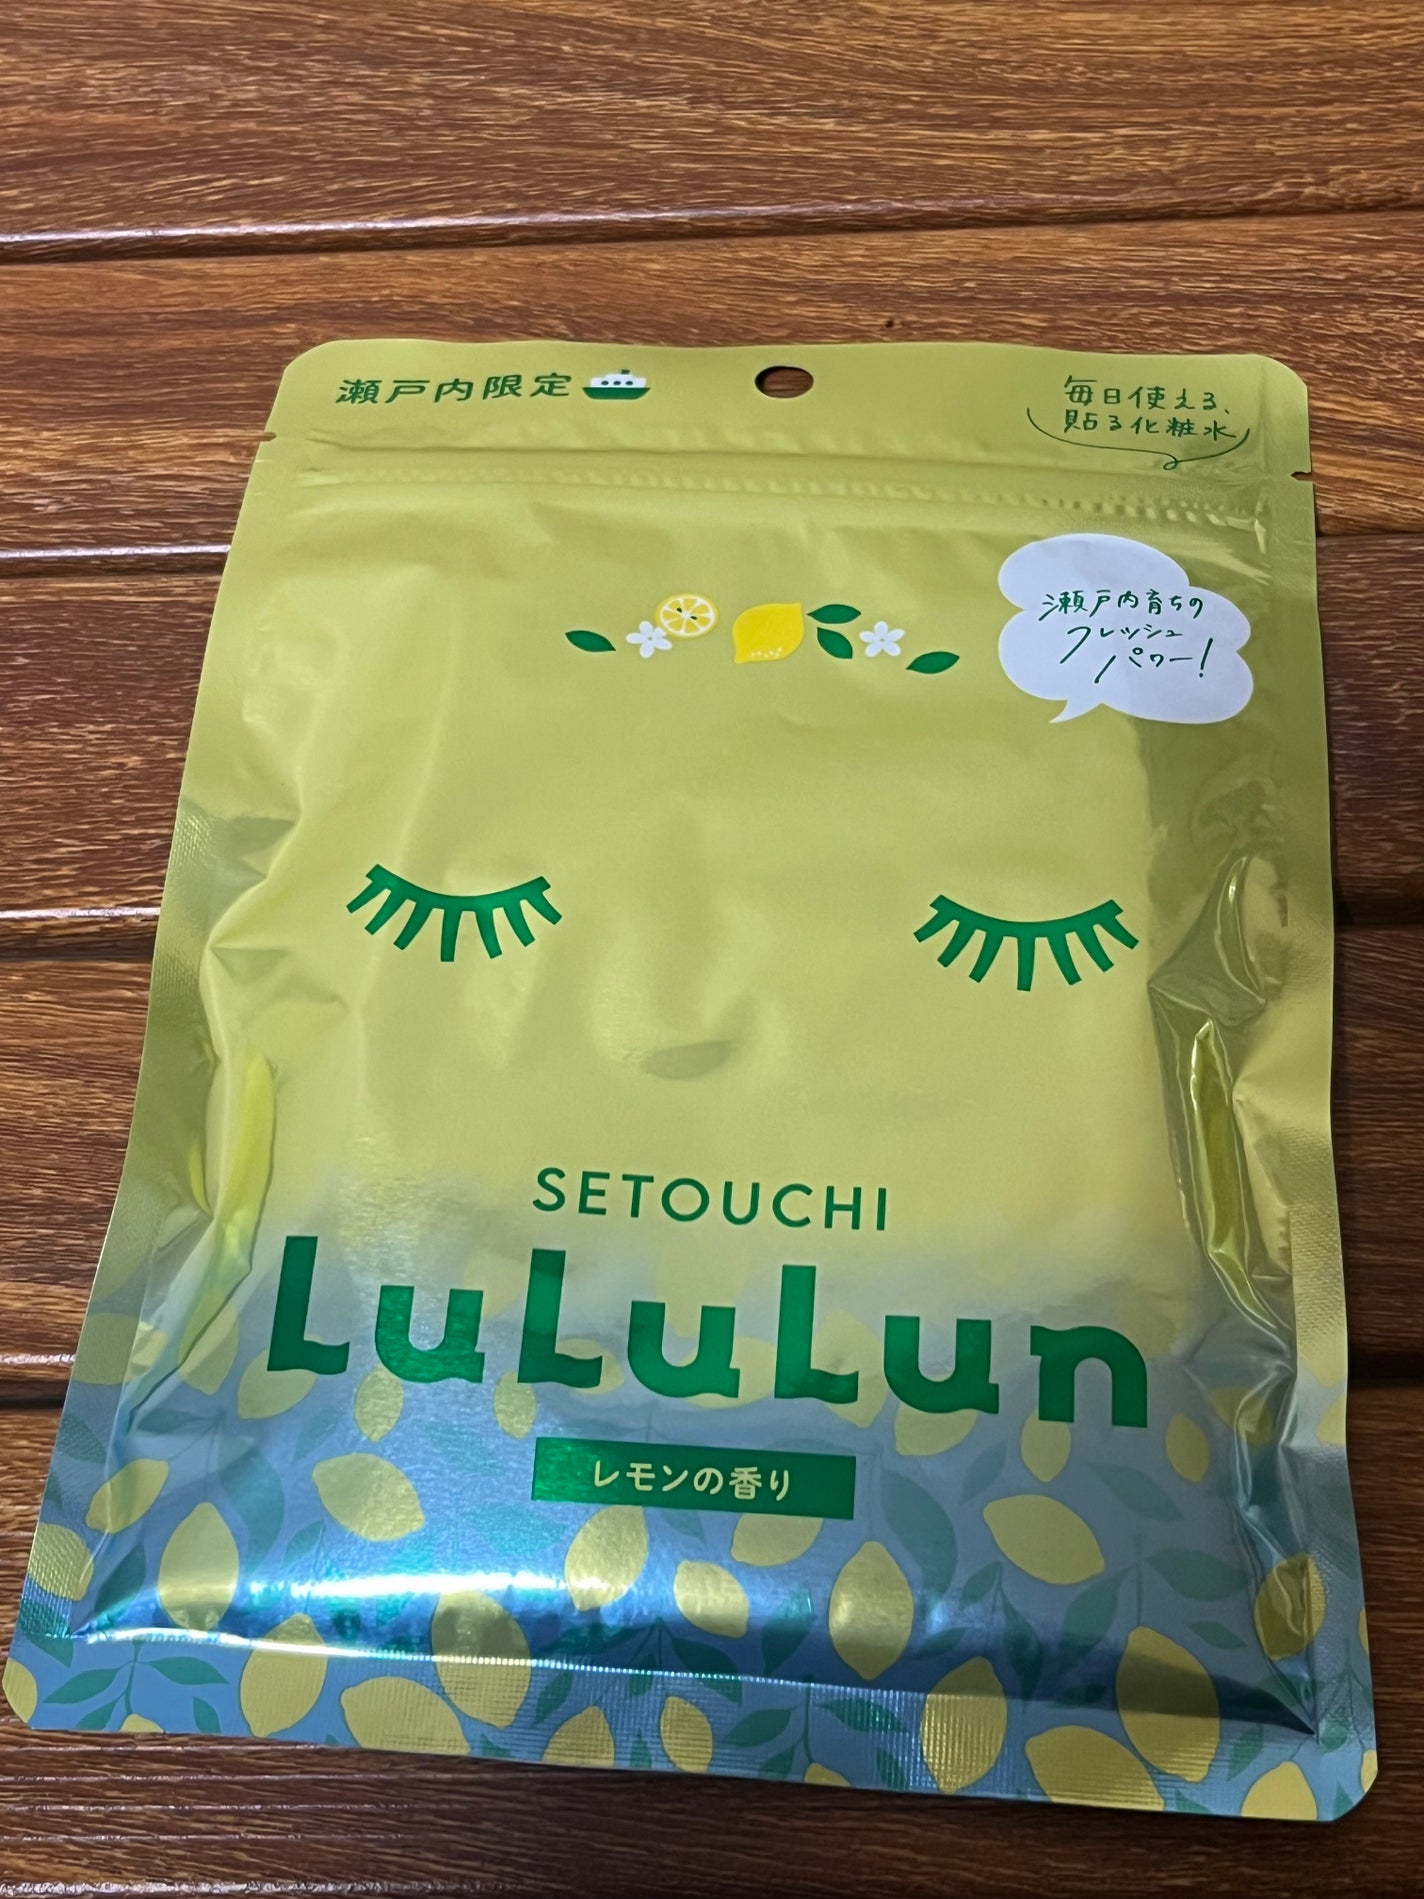 瀬戸内限定
毎日使える、
貼る化粧水
瀬戸内育ちの
フレッシュ
パワー!
SETOUCHI
LuLuLun
レモンの香り